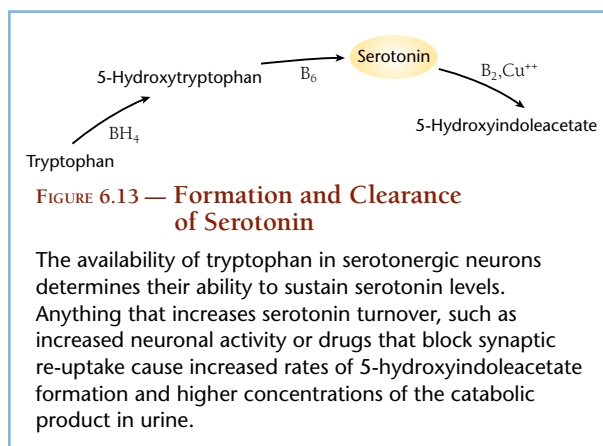 Serotonin
5-Hydroxytryptophan
B₆
B₂,Cu⁺⁺
5-Hydroxyindoleacetate
BH₄
Tryptophan
FIGURE 6.13 — Formation and Clearance
of Serotonin
The availability of tryptophan in serotonergic neurons
determines their ability to sustain serotonin levels.
Anything that increases serotonin turnover, such as
increased neuronal activity or drugs that block synaptic
re-uptake cause increased rates of 5-hydroxyindoleacetate
formation and higher concentrations of the catabolic
product in urine.